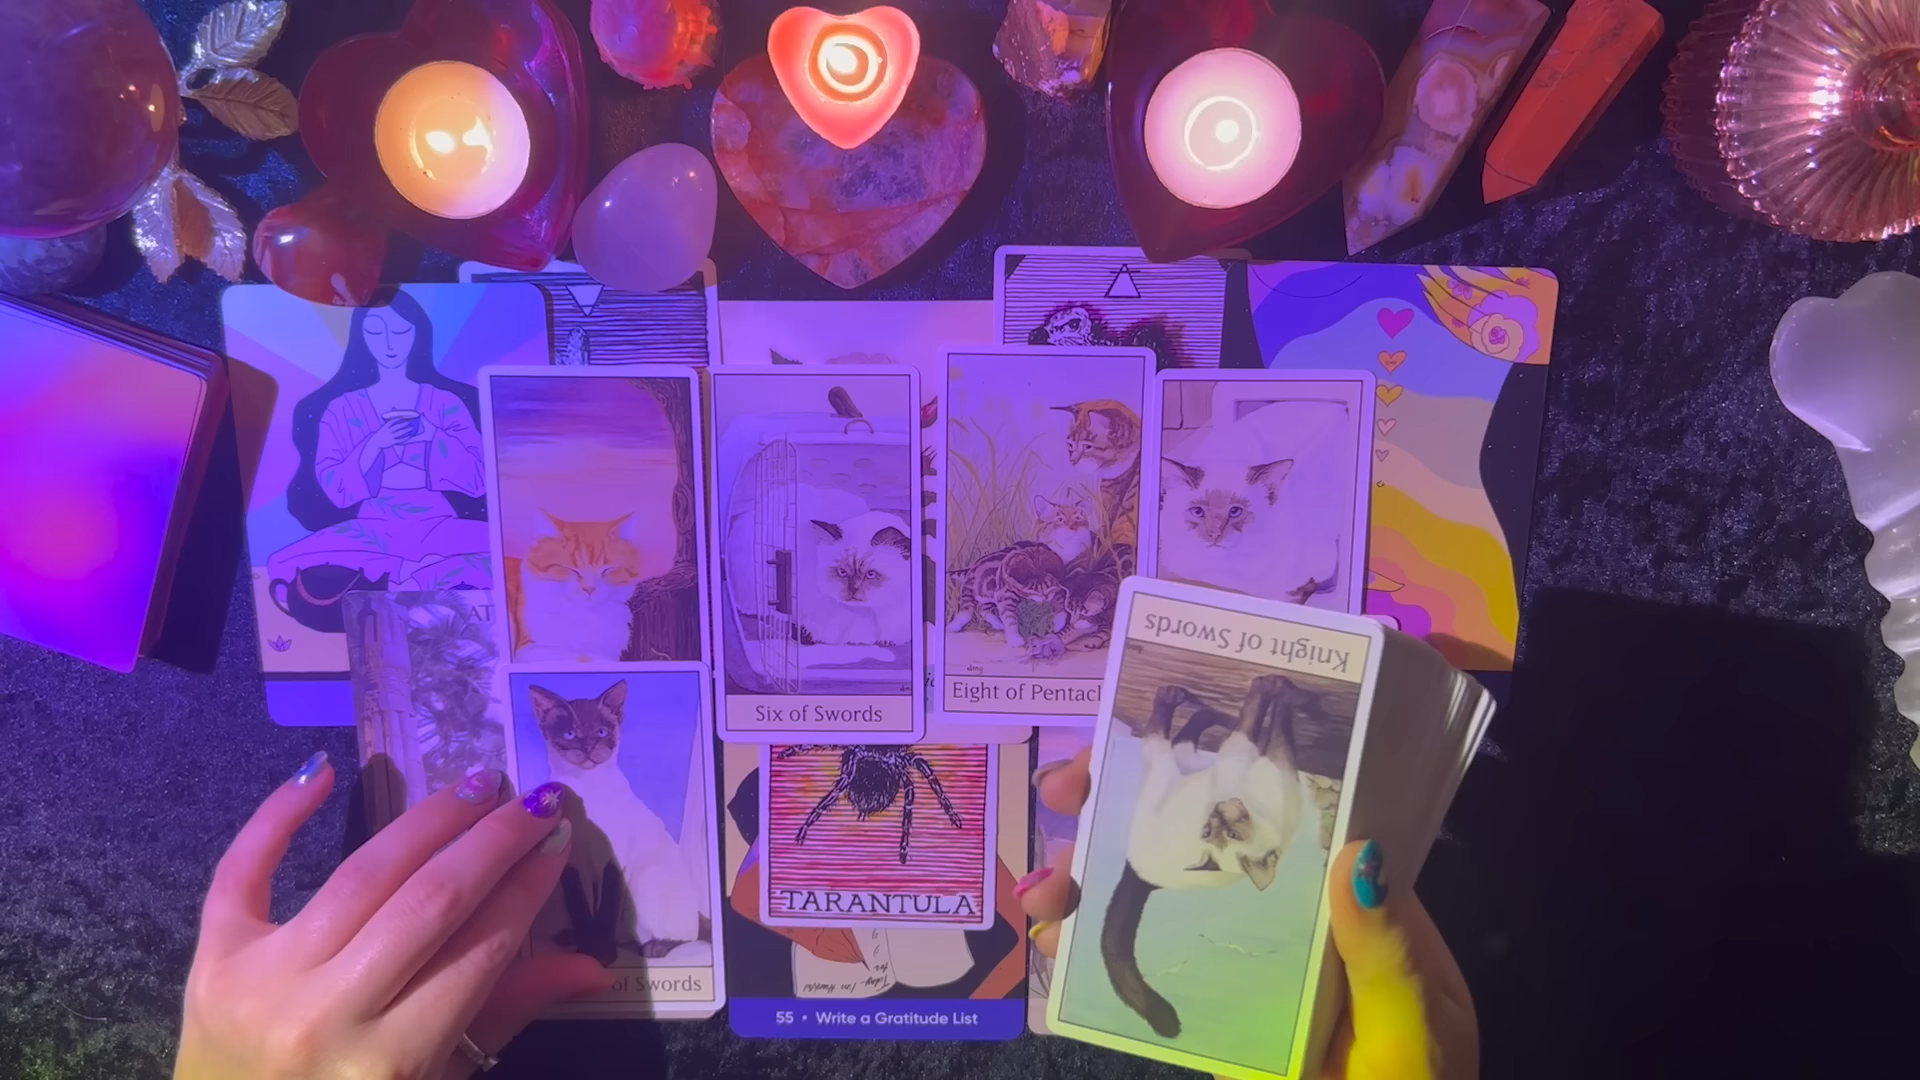 Six of Swords
Eight of Pentacl
Knight of Swords
TARANTULA
of Swords
55 • Write a Gratitude List